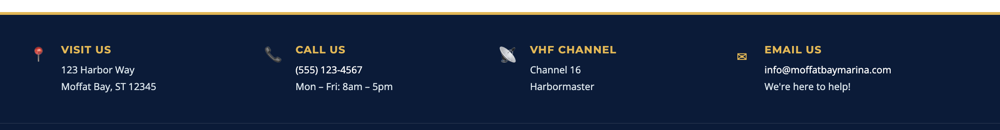 VISIT US
123 Harbor Way
Moffat Bay, ST 12345
CALL US
(555) 123-4567
Mon – Fri: 8am – 5pm
VHF CHANNEL
Channel 16
Harbormaster
EMAIL US
info@moffatbaymarina.com
We're here to help!